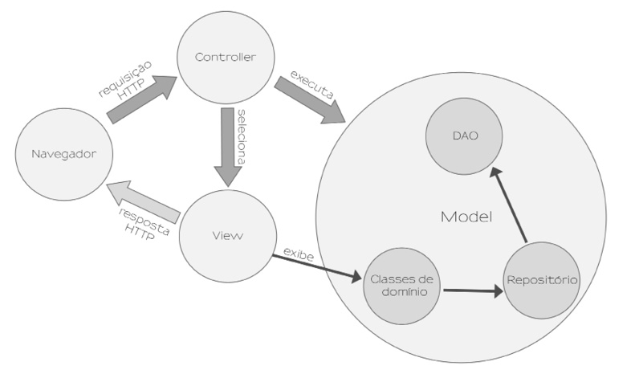 Controller
requisição
HTTP
executa
seleciona
DAO
Navegador
resposta
HTTP
View
Model
exibe
Classes de
domínio
Repositório